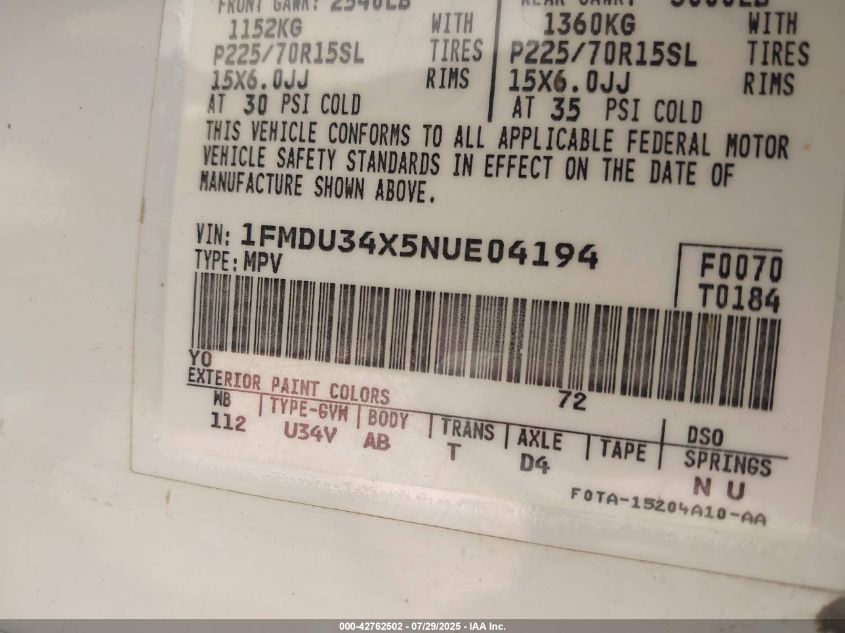 FRONT GAWR: 2540LB REAR GAWR: 3000LB
1152KG WITH 1360KG WITH
P225/70R15SL TIRES P225/70R15SL TIRES
15X6.0JJ RIMS 15X6.0JJ RIMS
AT 30 PSI COLD AT 35 PSI COLD
THIS VEHICLE CONFORMS TO ALL APPLICABLE FEDERAL MOTOR
VEHICLE SAFETY STANDARDS IN EFFECT ON THE DATE OF
MANUFACTURE SHOWN ABOVE.
VIN: 1FMDU34X5NUE04194
TYPE: MPV
F0070
T0184
YO 72
EXTERIOR PAINT COLORS DSO
WB TYPE-GVW BODY TRANS AXLE TAPE SPRINGS
112 U34V AB T D4 N U
F0TA-15204A10-AA
000-42762502 / 07/29/2025 - IAA Inc.